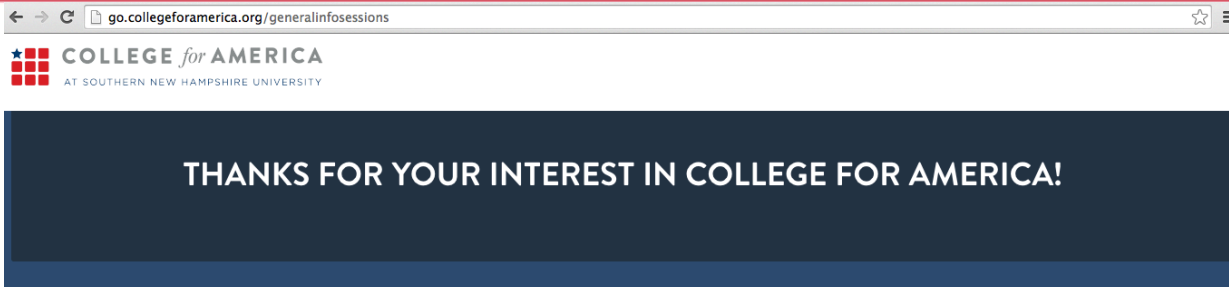 go.collegeforamerica.org/generalinfosessions
COLLEGE for AMERICA
AT SOUTHERN NEW HAMPSHIRE UNIVERSITY
THANKS FOR YOUR INTEREST IN COLLEGE FOR AMERICA!